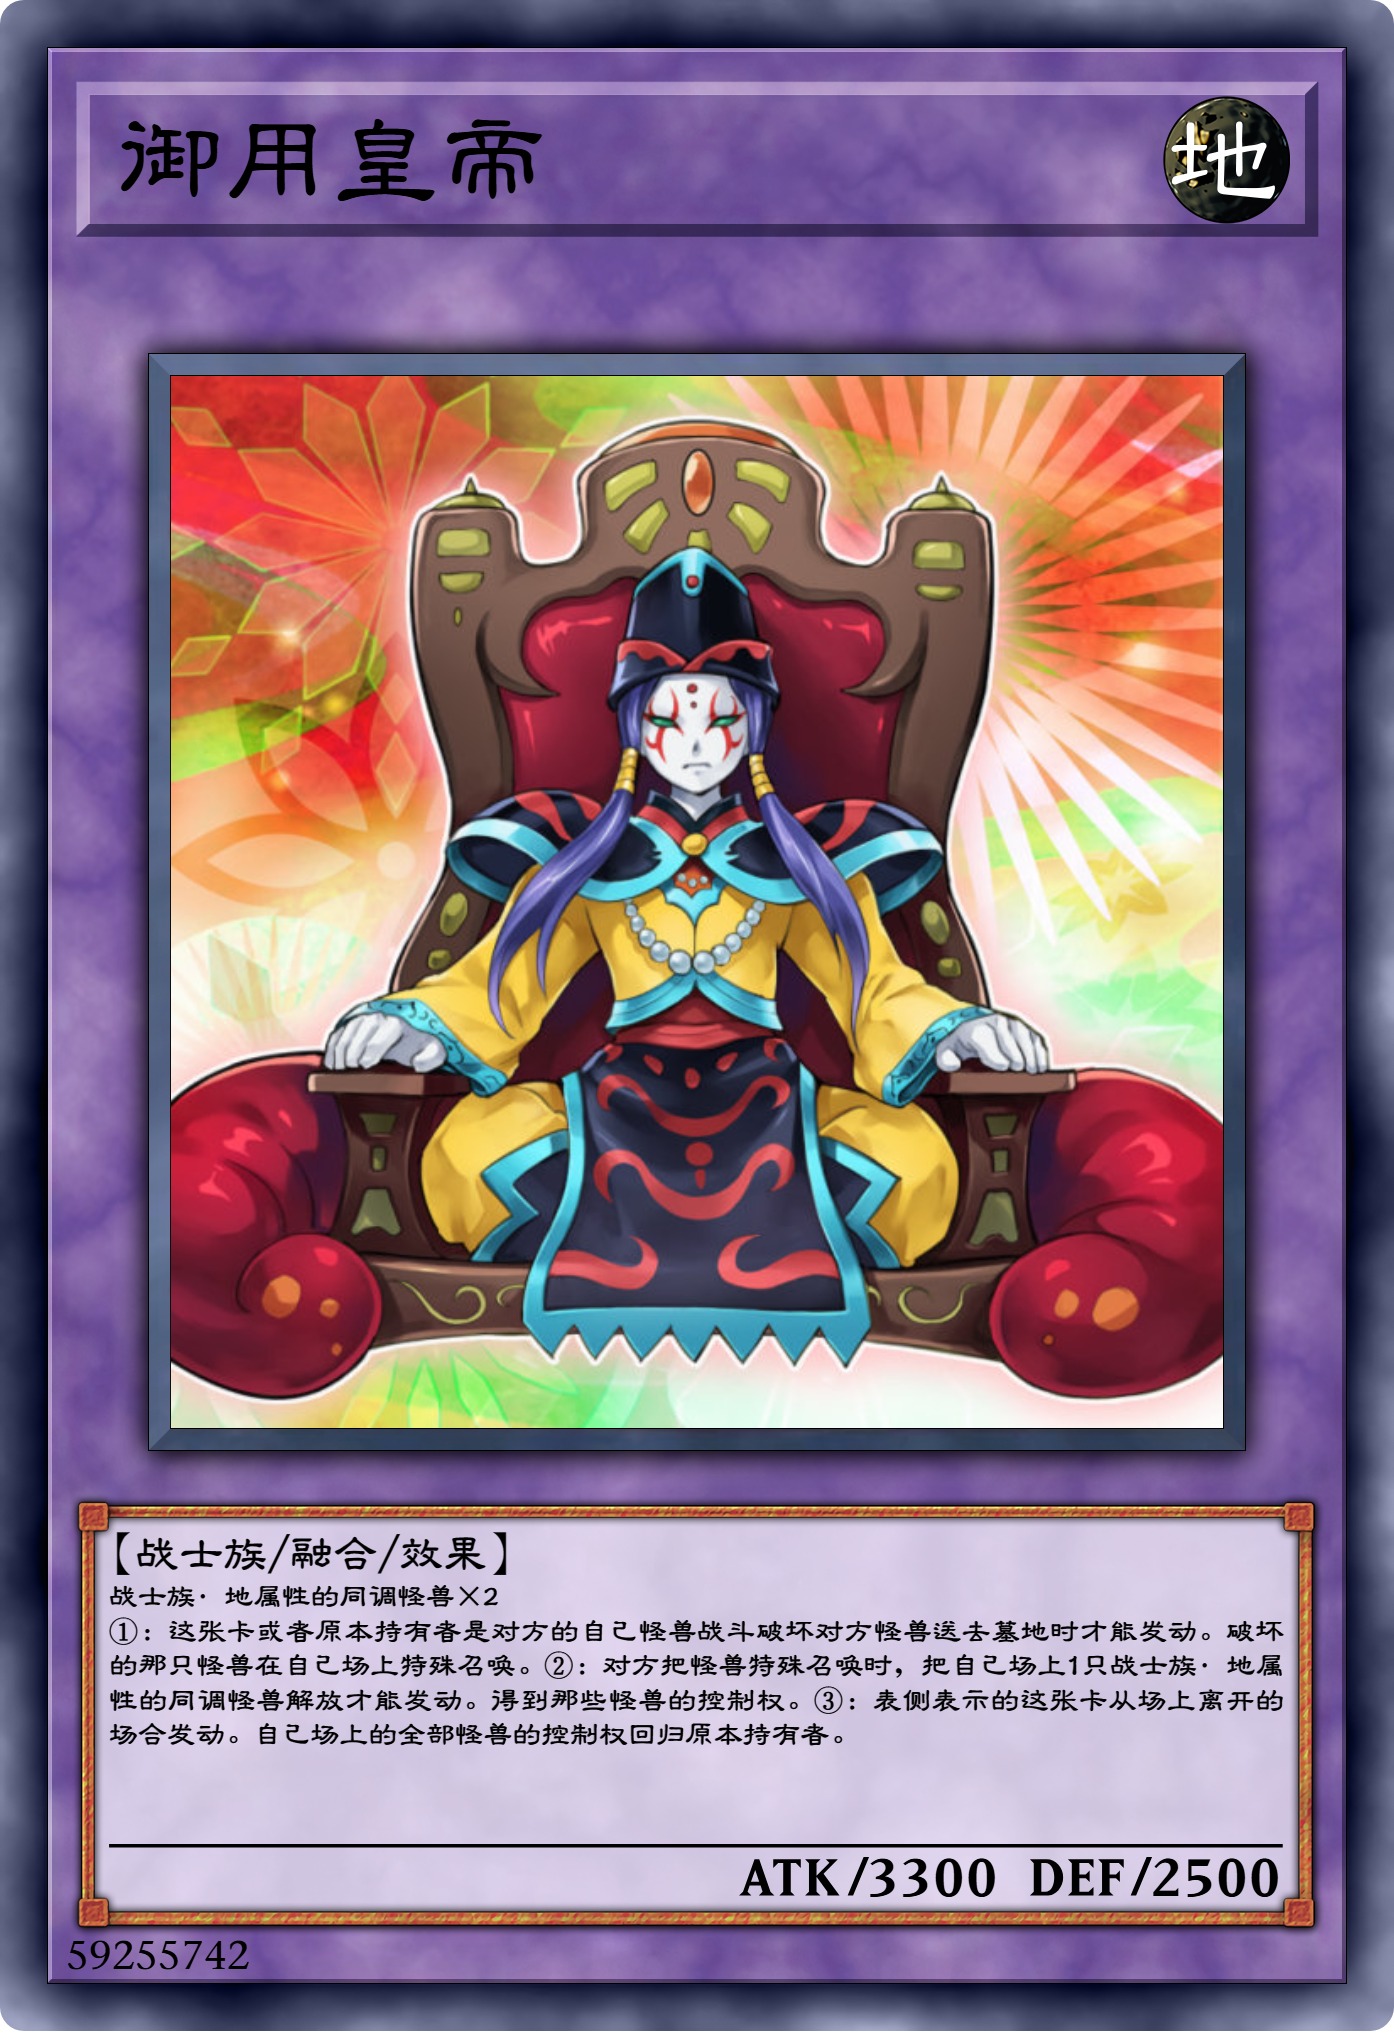 御用皇帝
地
【战士族/融合/效果】
战士族·地属性的同调怪兽×2
①：这张卡或者原本持有者是对方的自己怪兽战斗破坏对方怪兽送去墓地时才能发动。破坏
的那只怪兽在自己场上特殊召唤。②：对方把怪兽特殊召唤时，把自己场上1只战士族·地属
性的同调怪兽解放才能发动。得到那些怪兽的控制权。③：表侧表示的这张卡从场上离开的
场合发动。自己场上的全部怪兽的控制权回归原本持有者。
ATK/3300 DEF/2500
59255742